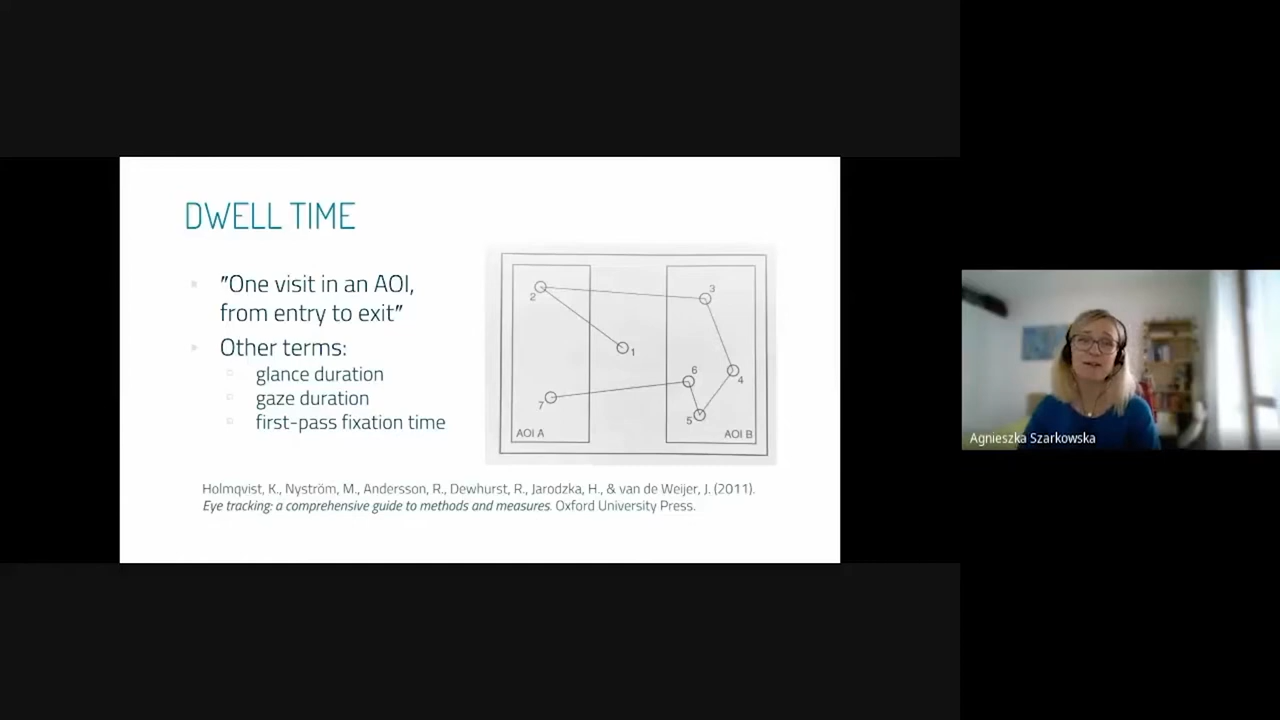 DWELL TIME
"One visit in an AOI,
from entry to exit"
Other terms:
glance duration
gaze duration
first-pass fixation time
2
3
1
6
4
7
5
AOI A
AOI B
Holmqvist, K., Nyström, M., Andersson, R., Dewhurst, R., Jarodzka, H., & van de Weijer, J. (2011).
Eye tracking: a comprehensive guide to methods and measures. Oxford University Press.
Agnieszka Szarkowska